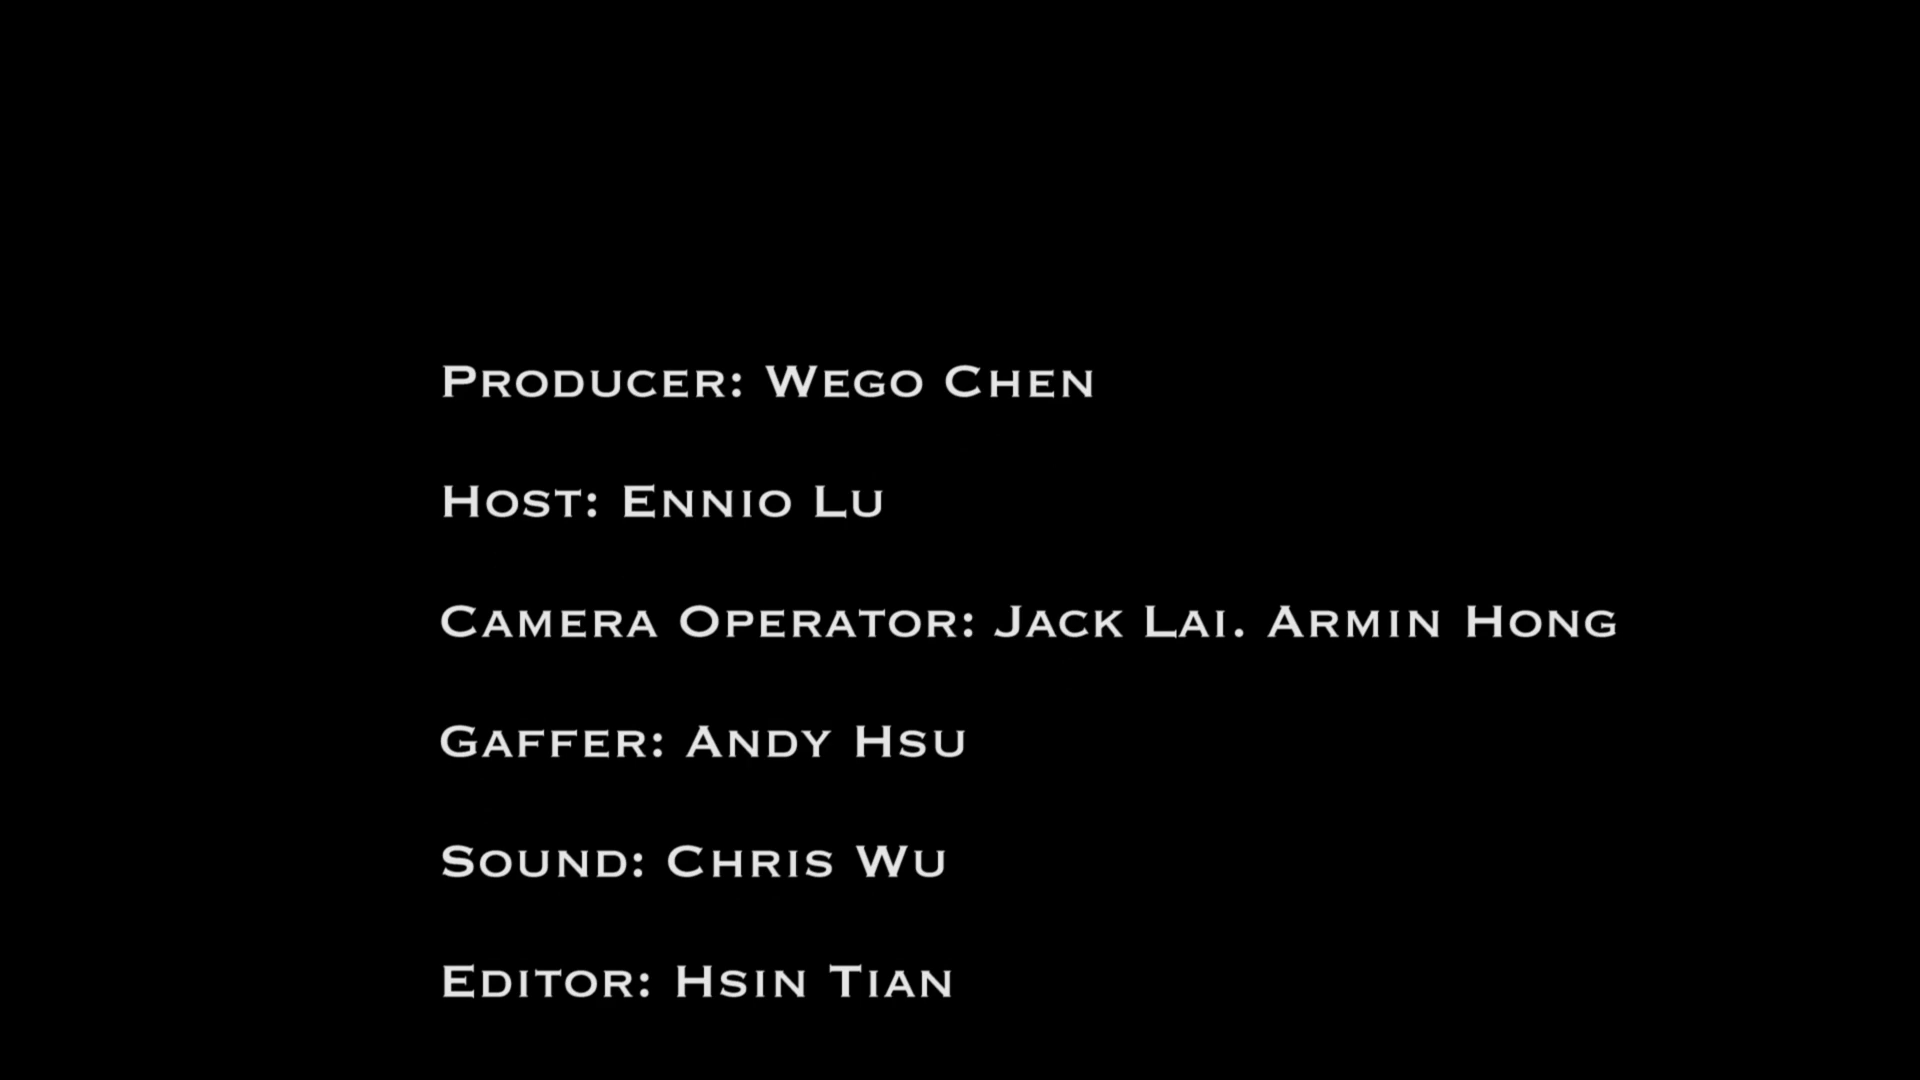 Producer: Wego Chen
Host: Ennio Lu
Camera Operator: Jack Lai. Armin Hong
Gaffer: Andy Hsu
Sound: Chris Wu
Editor: Hsin Tian